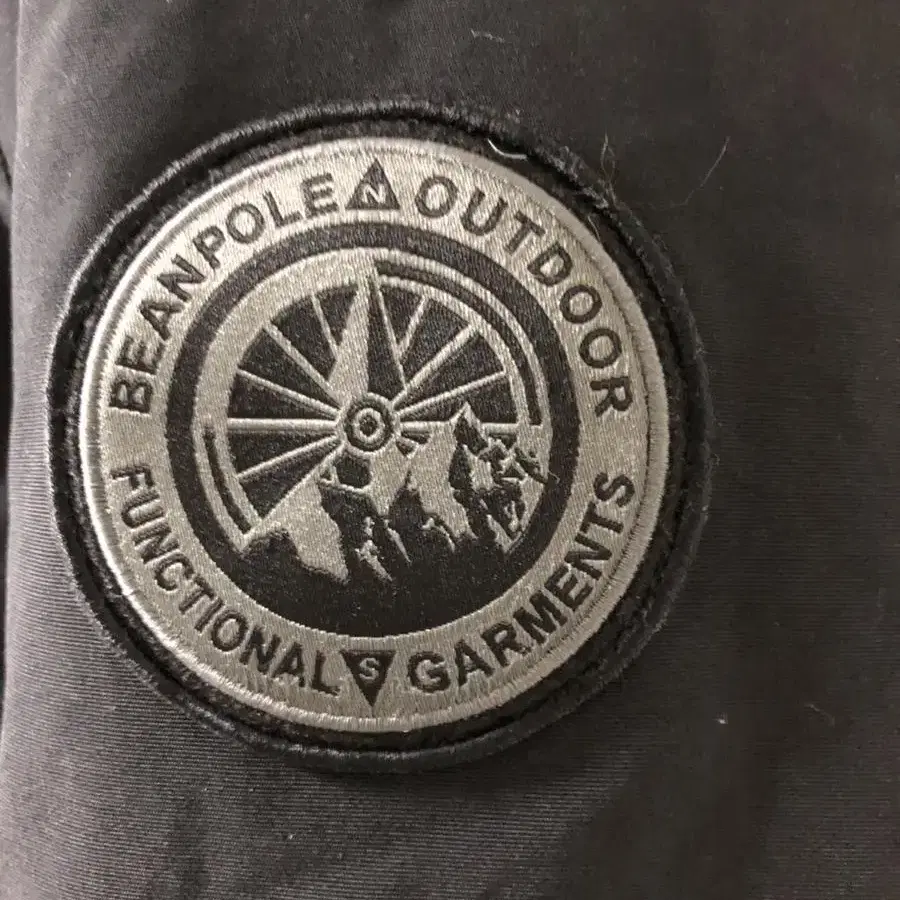 BEANPOLE N OUTDOOR
FUNCTIONAL S GARMENTS